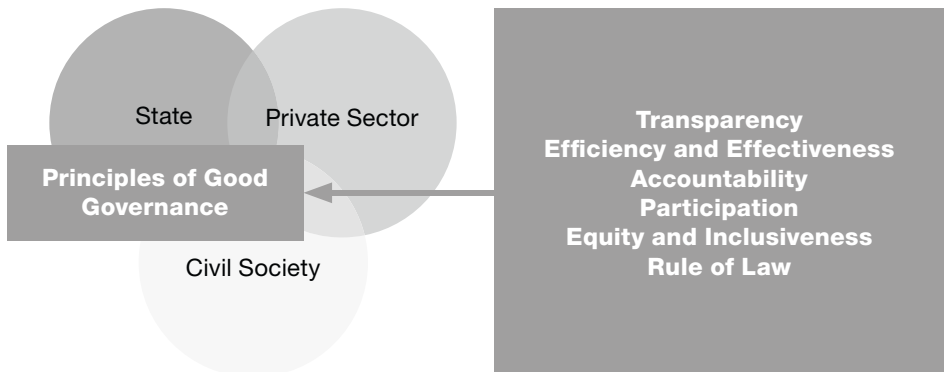 State
Private Sector
Principles of Good
Governance
Civil Society
Transparency
Efficiency and Effectiveness
Accountability
Participation
Equity and Inclusiveness
Rule of Law